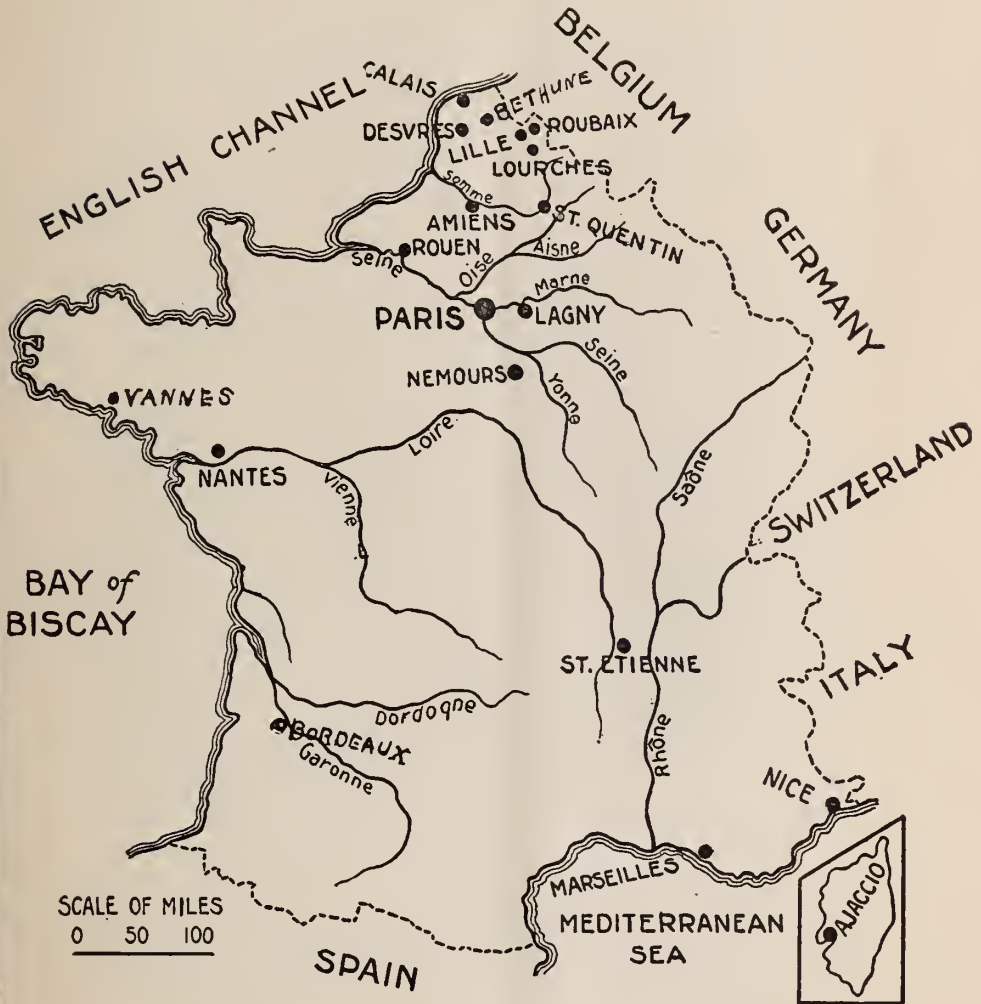 BELGIUM
CALAIS
ENGLISH CHANNEL
BETHUNE
DESVRES
ROUBAIX
LILLE
LOURCHES
Somme
AMIENS
ST. QUENTIN
GERMANY
ROUEN
Seine
Oise
Aisne
Marne
PARIS
LAGNY
Seine
NEMOURS
Yonne
VANNES
Loire
NANTES
Vienne
Saône
SWITZERLAND
BAY of
BISCAY
ST. ETIENNE
ITALY
Dordogne
BORDEAUX
Garonne
Rhône
NICE
MARSEILLES
MEDITERRANEAN
SEA
AJACCIO
SCALE OF MILES
0 50 100
SPAIN